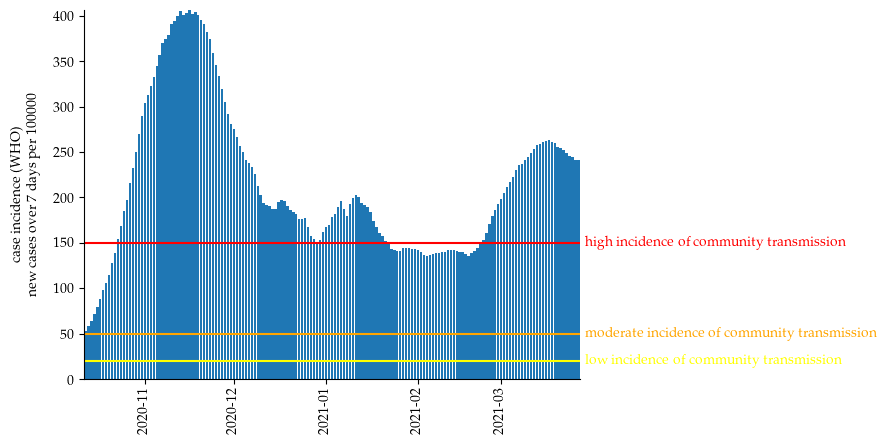 case incidence (WHO)
new cases over 7 days per 100000
400
350
300
250
200
150
100
50
0
high incidence of community transmission
moderate incidence of community transmission
low incidence of community transmission
2020-11
2020-12
2021-01
2021-02
2021-03